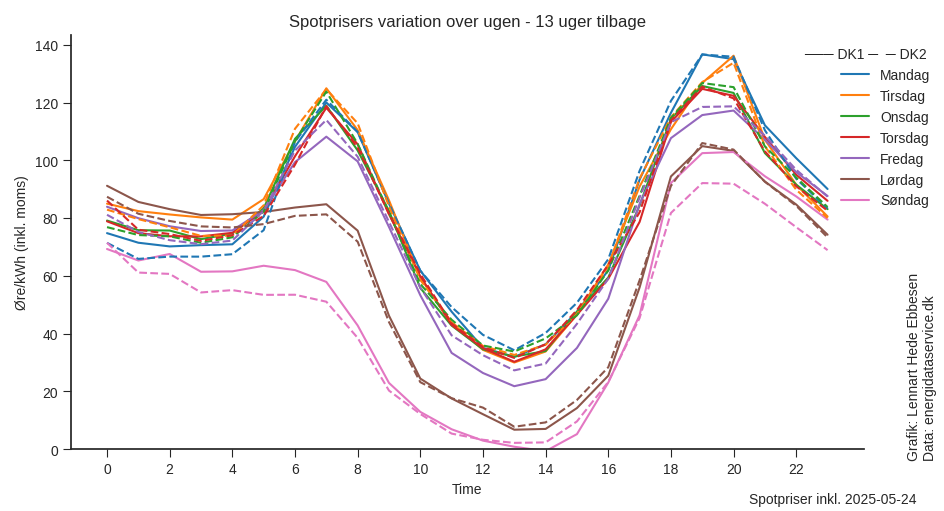 Spotprisers variation over ugen - 13 uger tilbage
DK1 DK2
Mandag
Tirsdag
Onsdag
Torsdag
Fredag
Lørdag
Søndag
Øre/kWh (inkl. moms)
140
120
100
80
60
40
20
0
0 2 4 6 8 10 12 14 16 18 20 22
Time
Grafik: Lennart Hede Ebbesen
Data: energidataservice.dk
Spotpriser inkl. 2025-05-24